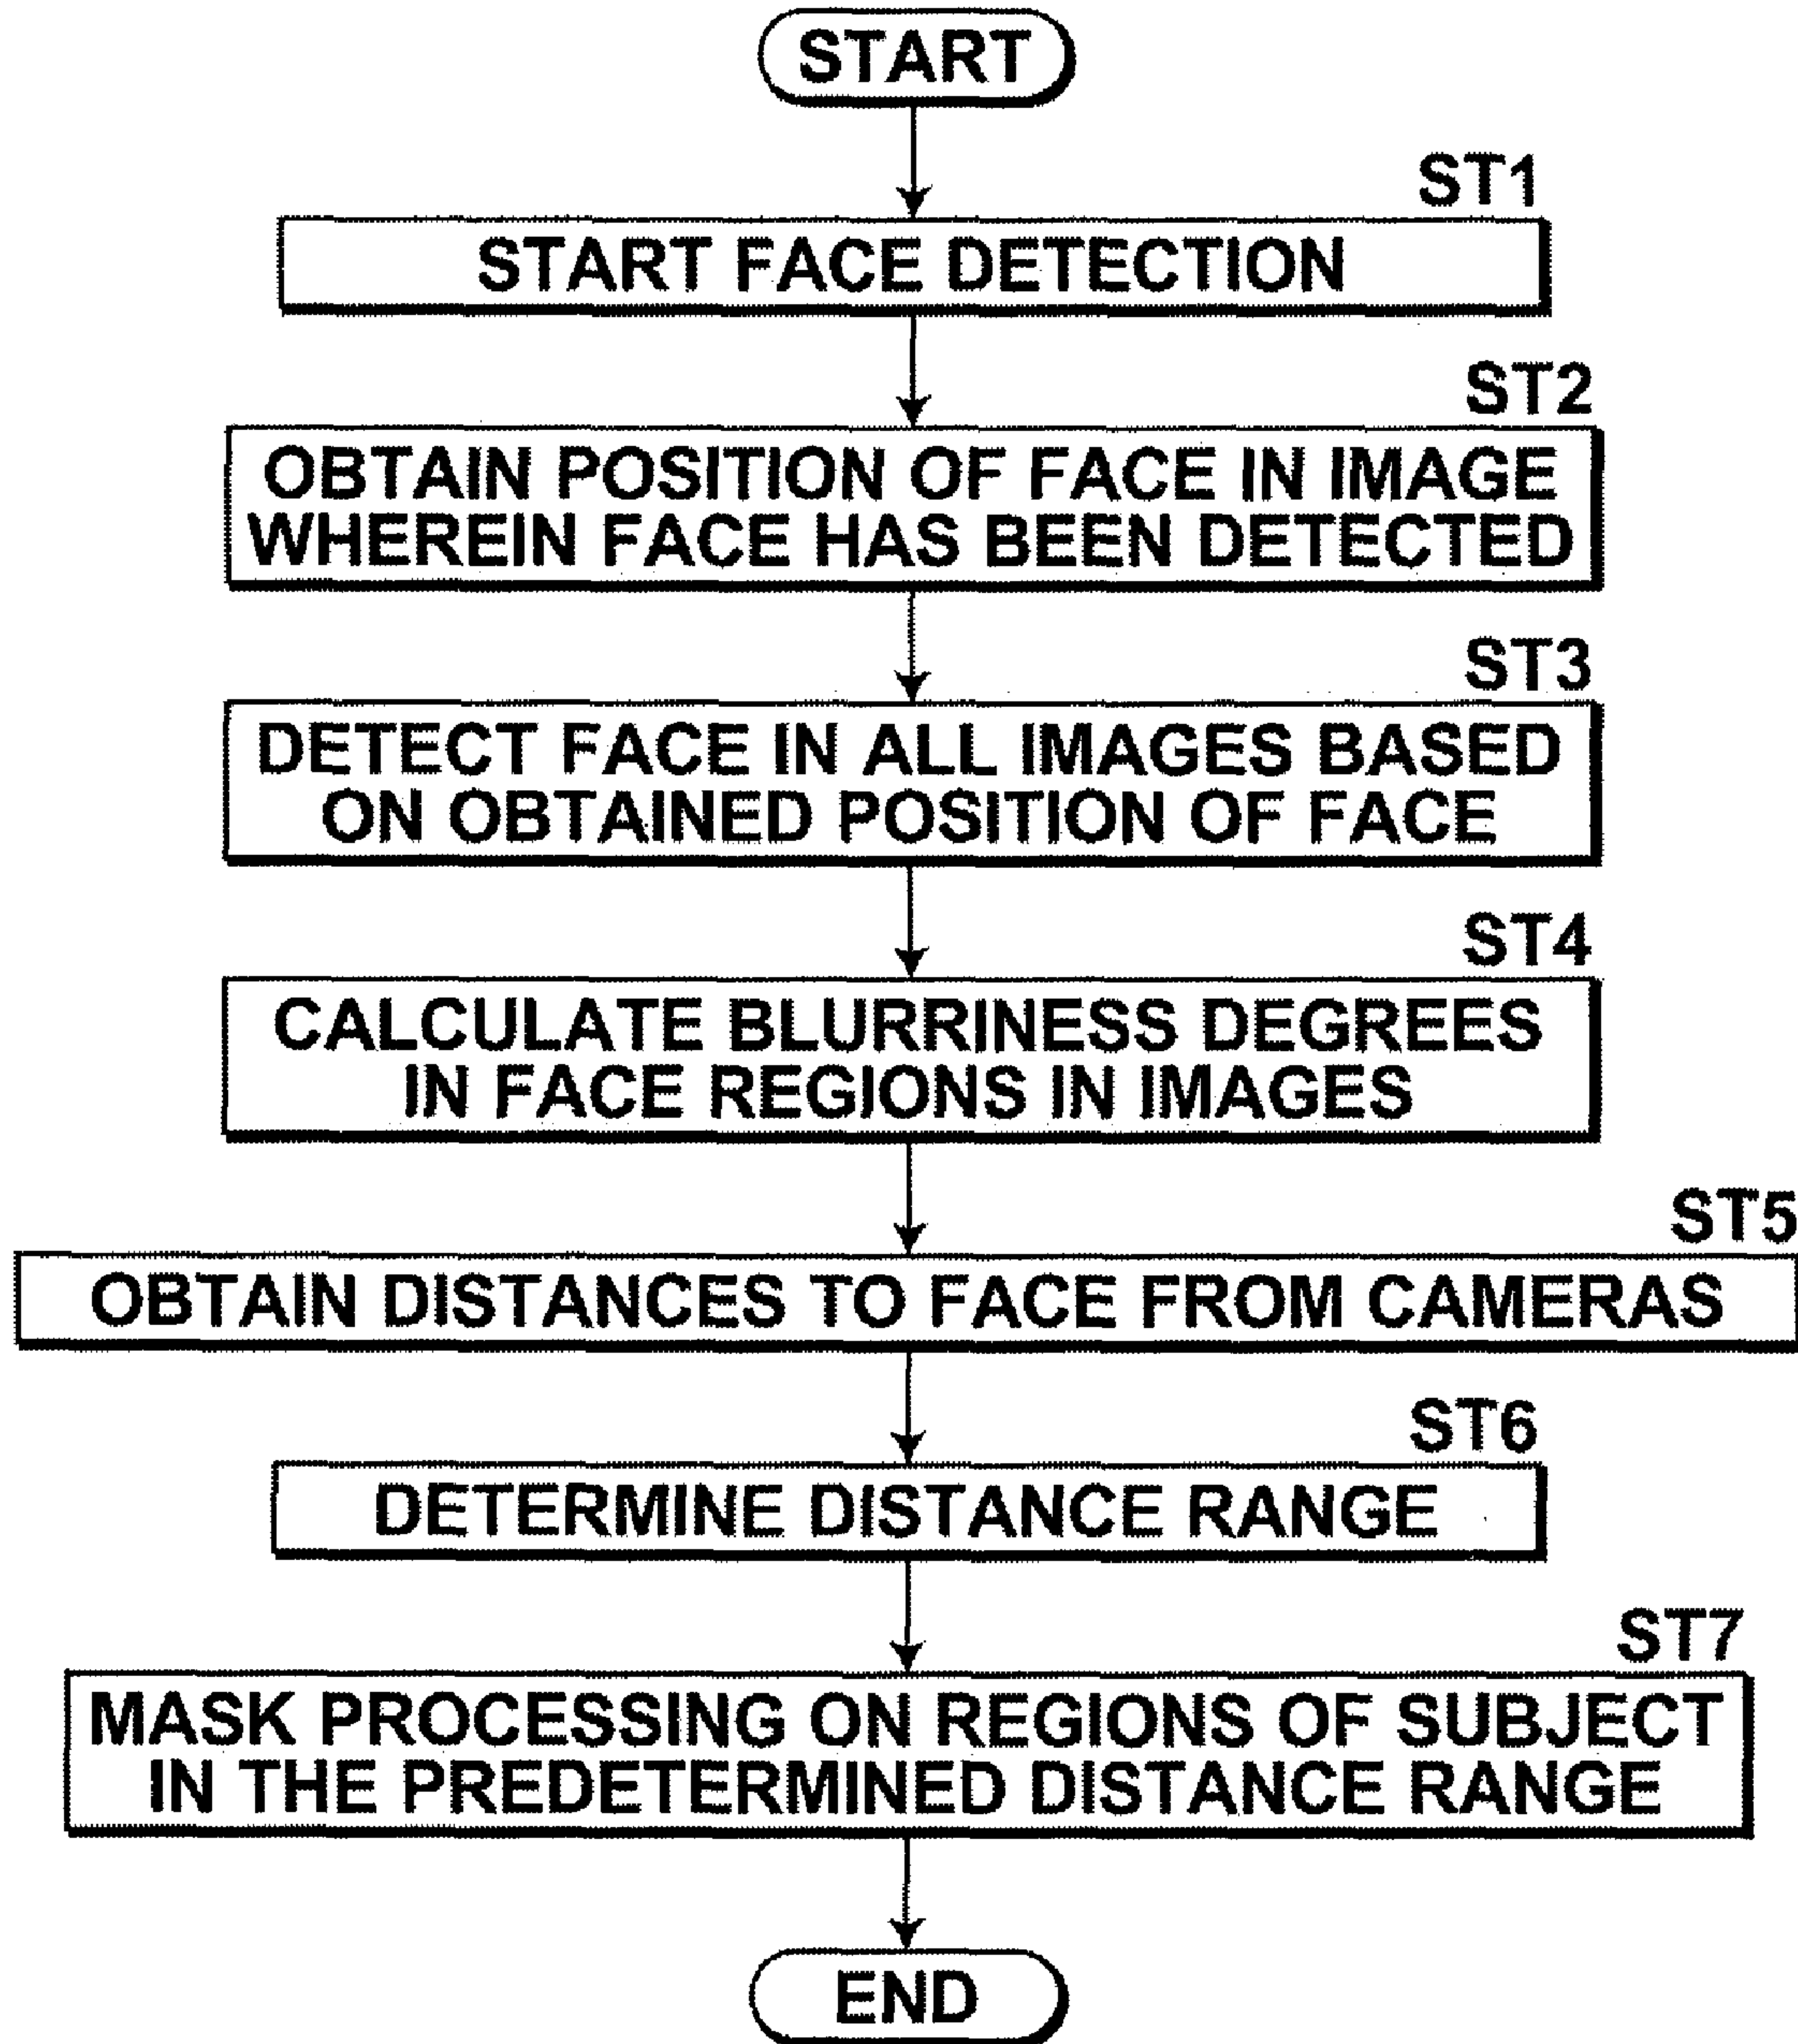 START
ST1
START FACE DETECTION
ST2
OBTAIN POSITION OF FACE IN IMAGE
WHEREIN FACE HAS BEEN DETECTED
ST3
DETECT FACE IN ALL IMAGES BASED
ON OBTAINED POSITION OF FACE
ST4
CALCULATE BLURRINESS DEGREES
IN FACE REGIONS IN IMAGES
ST5
OBTAIN DISTANCES TO FACE FROM CAMERAS
ST6
DETERMINE DISTANCE RANGE
ST7
MASK PROCESSING ON REGIONS OF SUBJECT
IN THE PREDETERMINED DISTANCE RANGE
END